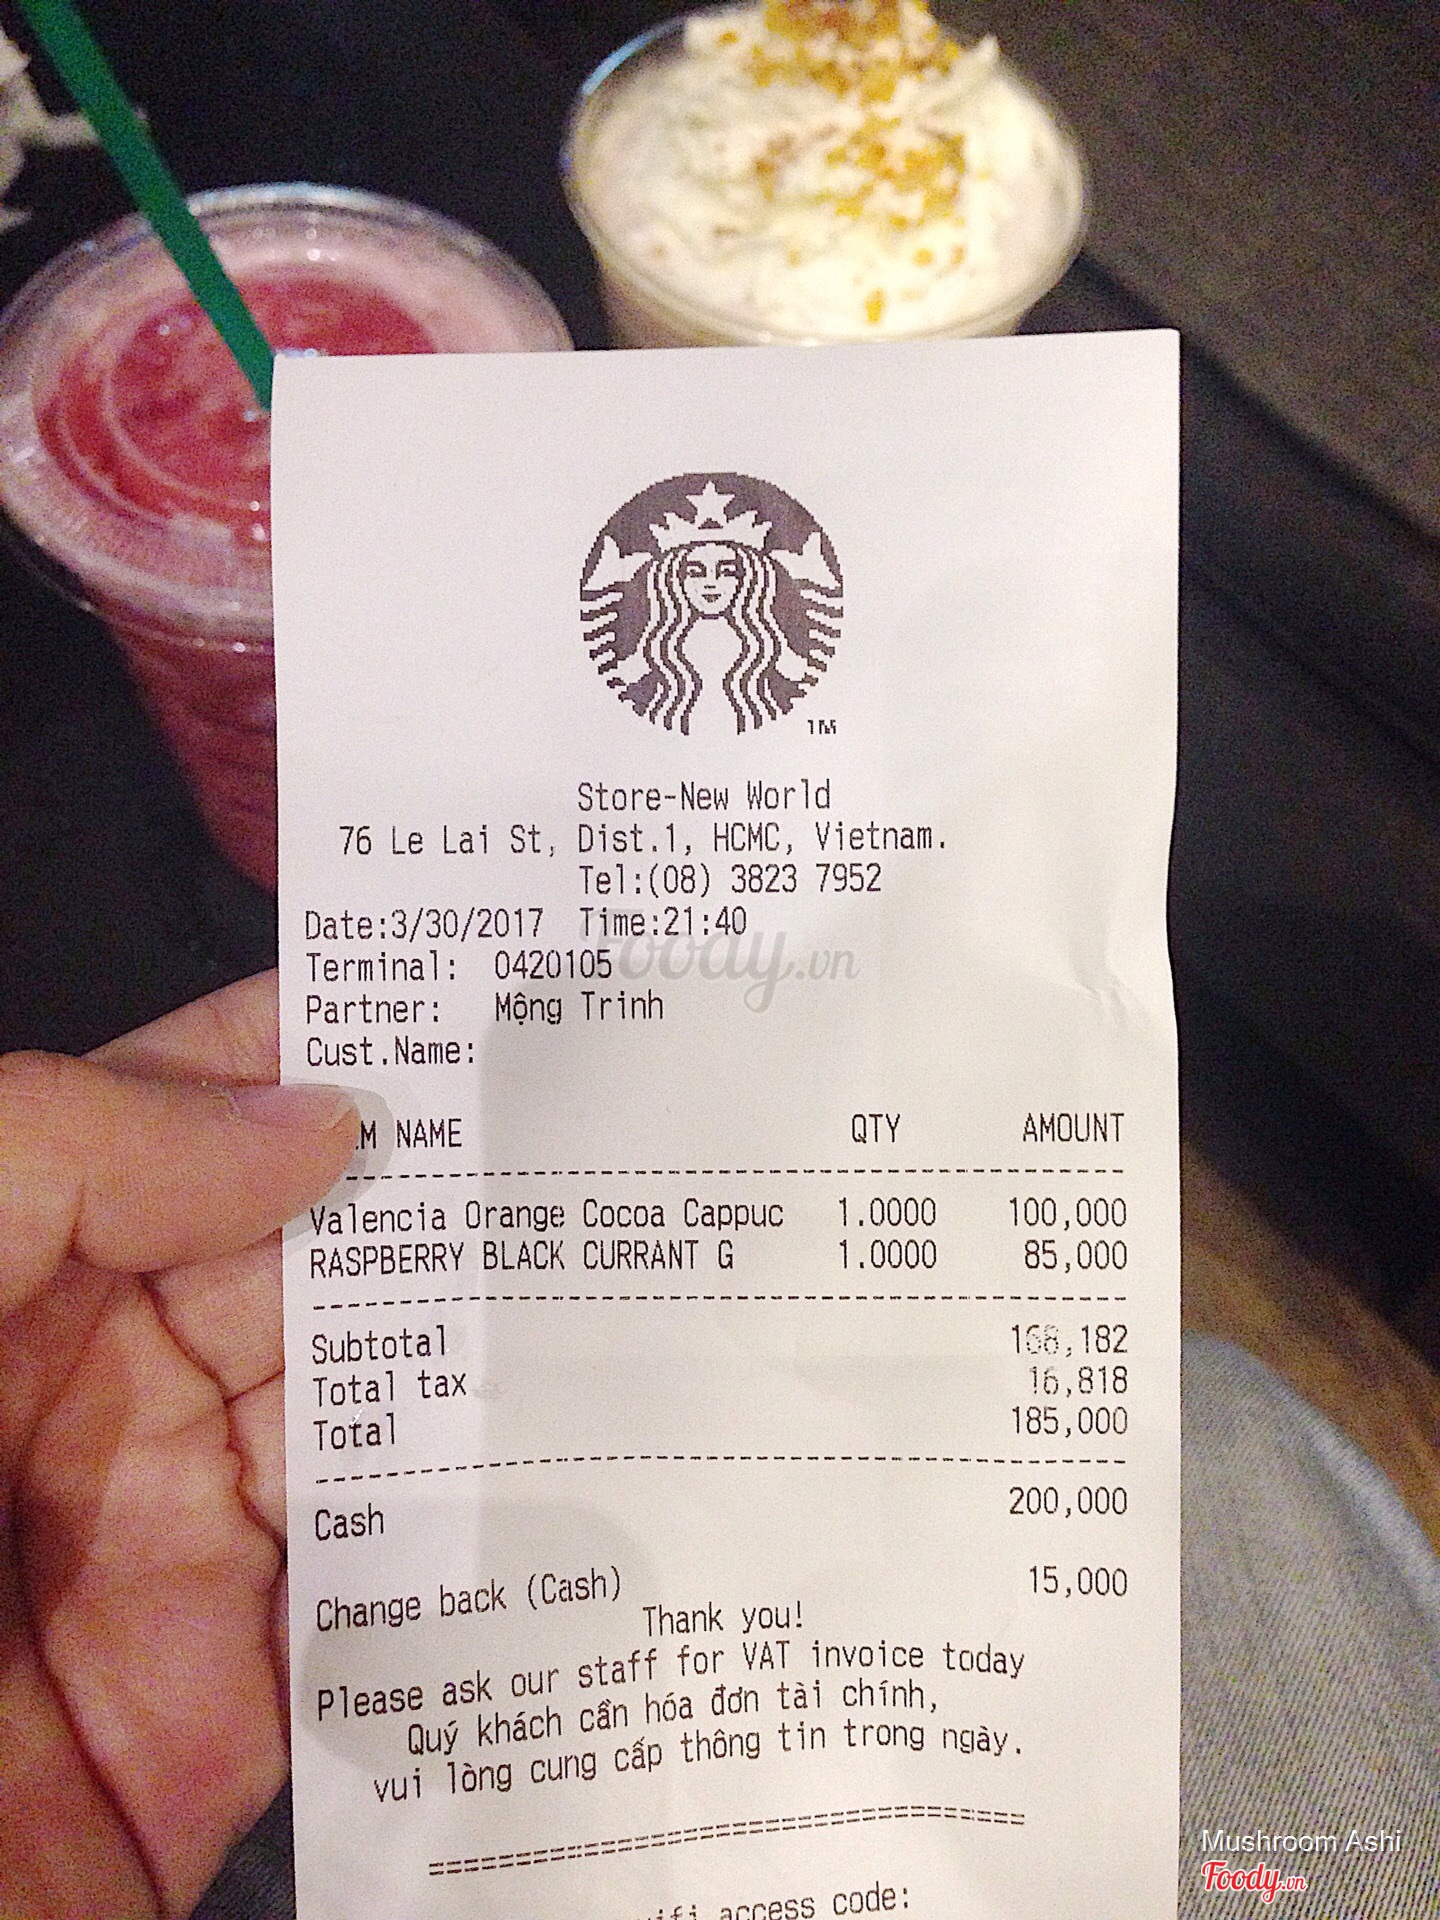 TM
Store-New World
76 Le Lai St, Dist.1, HCMC, Vietnam.
Tel:(08) 3823 7952
Date:3/30/2017 Time:21:40
Foody.vn
Terminal: 0420105
Partner: Mộng Trinh
Cust.Name:
NAME QTY AMOUNT
Valencia Orange Cocoa Cappuc 1.0000 100,000
RASPBERRY BLACK CURRANT G 1.0000 85,000
Subtotal 168,182
Total tax 16,818
Total 185,000
Cash 200,000
Change back (Cash) 15,000
Thank you!
Please ask our staff for VAT invoice today
Quý khách cần hóa đơn tài chính,
vui lòng cung cấp thông tin trong ngày.
access code:
Mushroom Ashi
Foody.vn